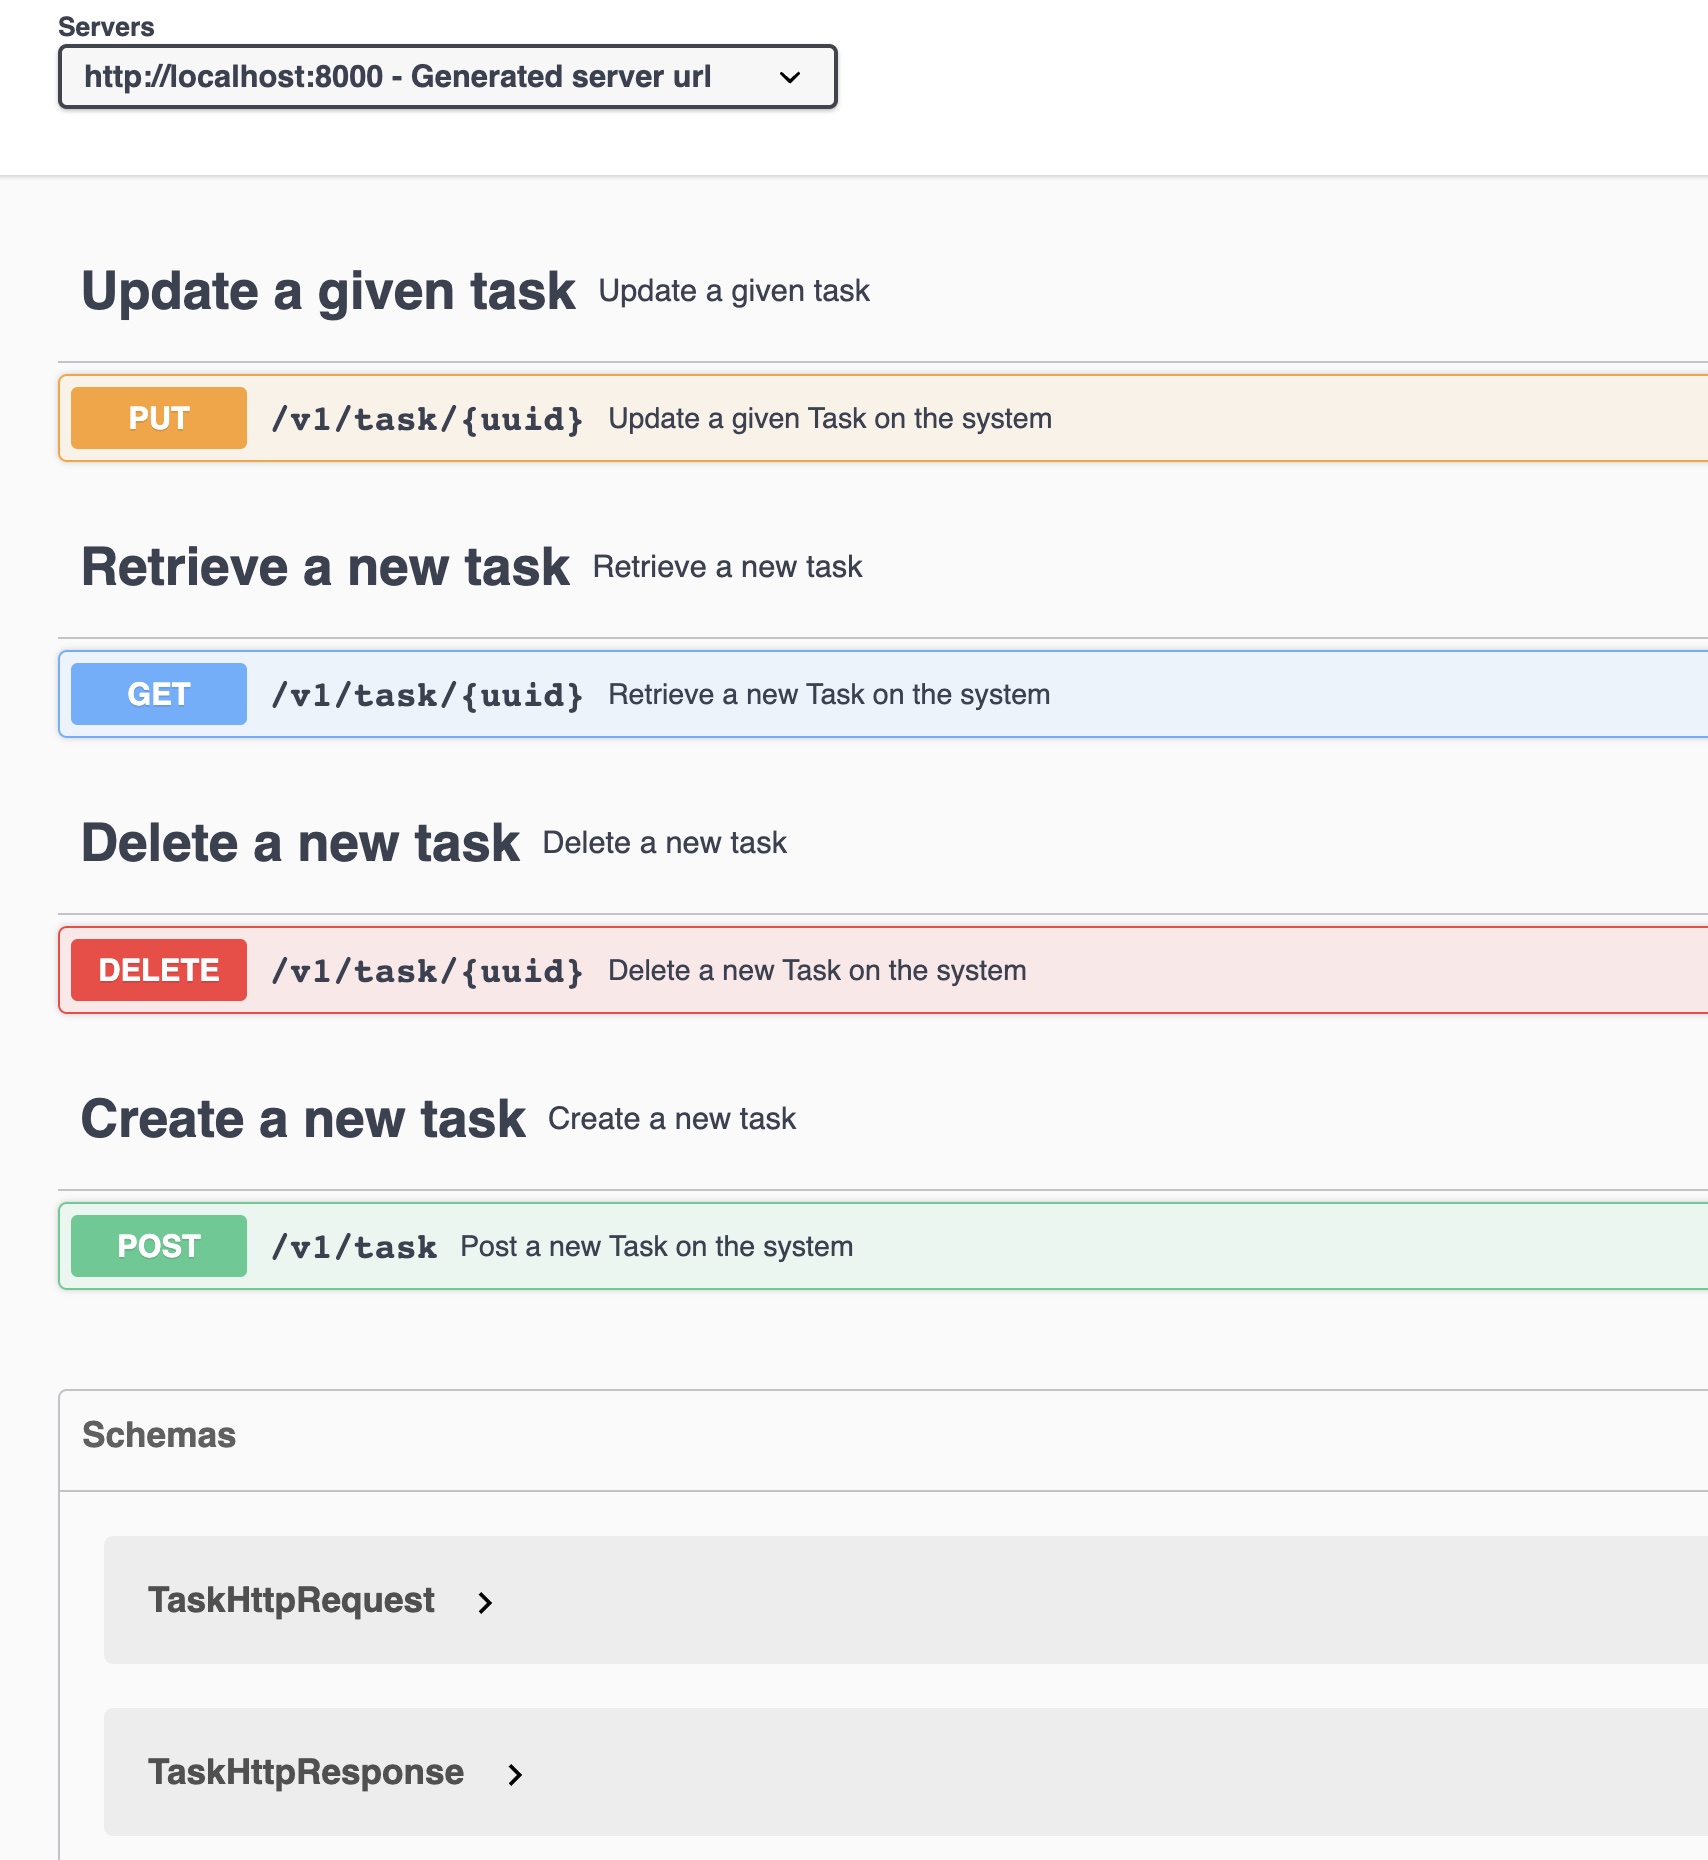 Servers
http://localhost:8000 - Generated server url
Update a given task Update a given task
PUT /v1/task/{uuid} Update a given Task on the system
Retrieve a new task Retrieve a new task
GET /v1/task/{uuid} Retrieve a new Task on the system
Delete a new task Delete a new task
DELETE /v1/task/{uuid} Delete a new Task on the system
Create a new task Create a new task
POST /v1/task Post a new Task on the system
Schemas
TaskHttpRequest
TaskHttpResponse